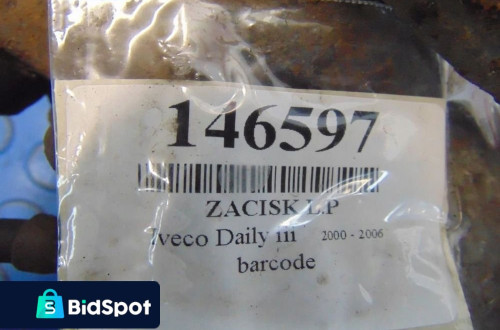 146597
ZACISK L.P
Iveco Daily III 2000 - 2006
barcode
BidSpot